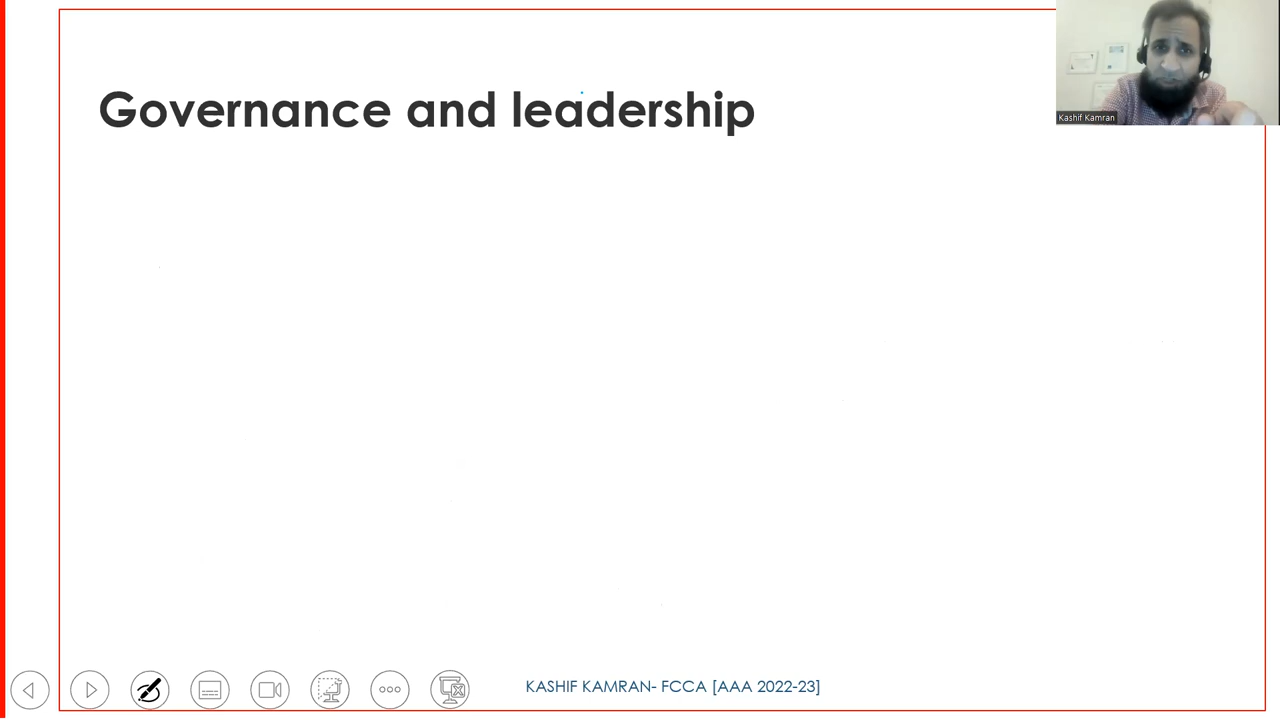 Governance and leadership
Kashif Kamran
KASHIF KAMRAN- FCCA [AAA 2022-23]